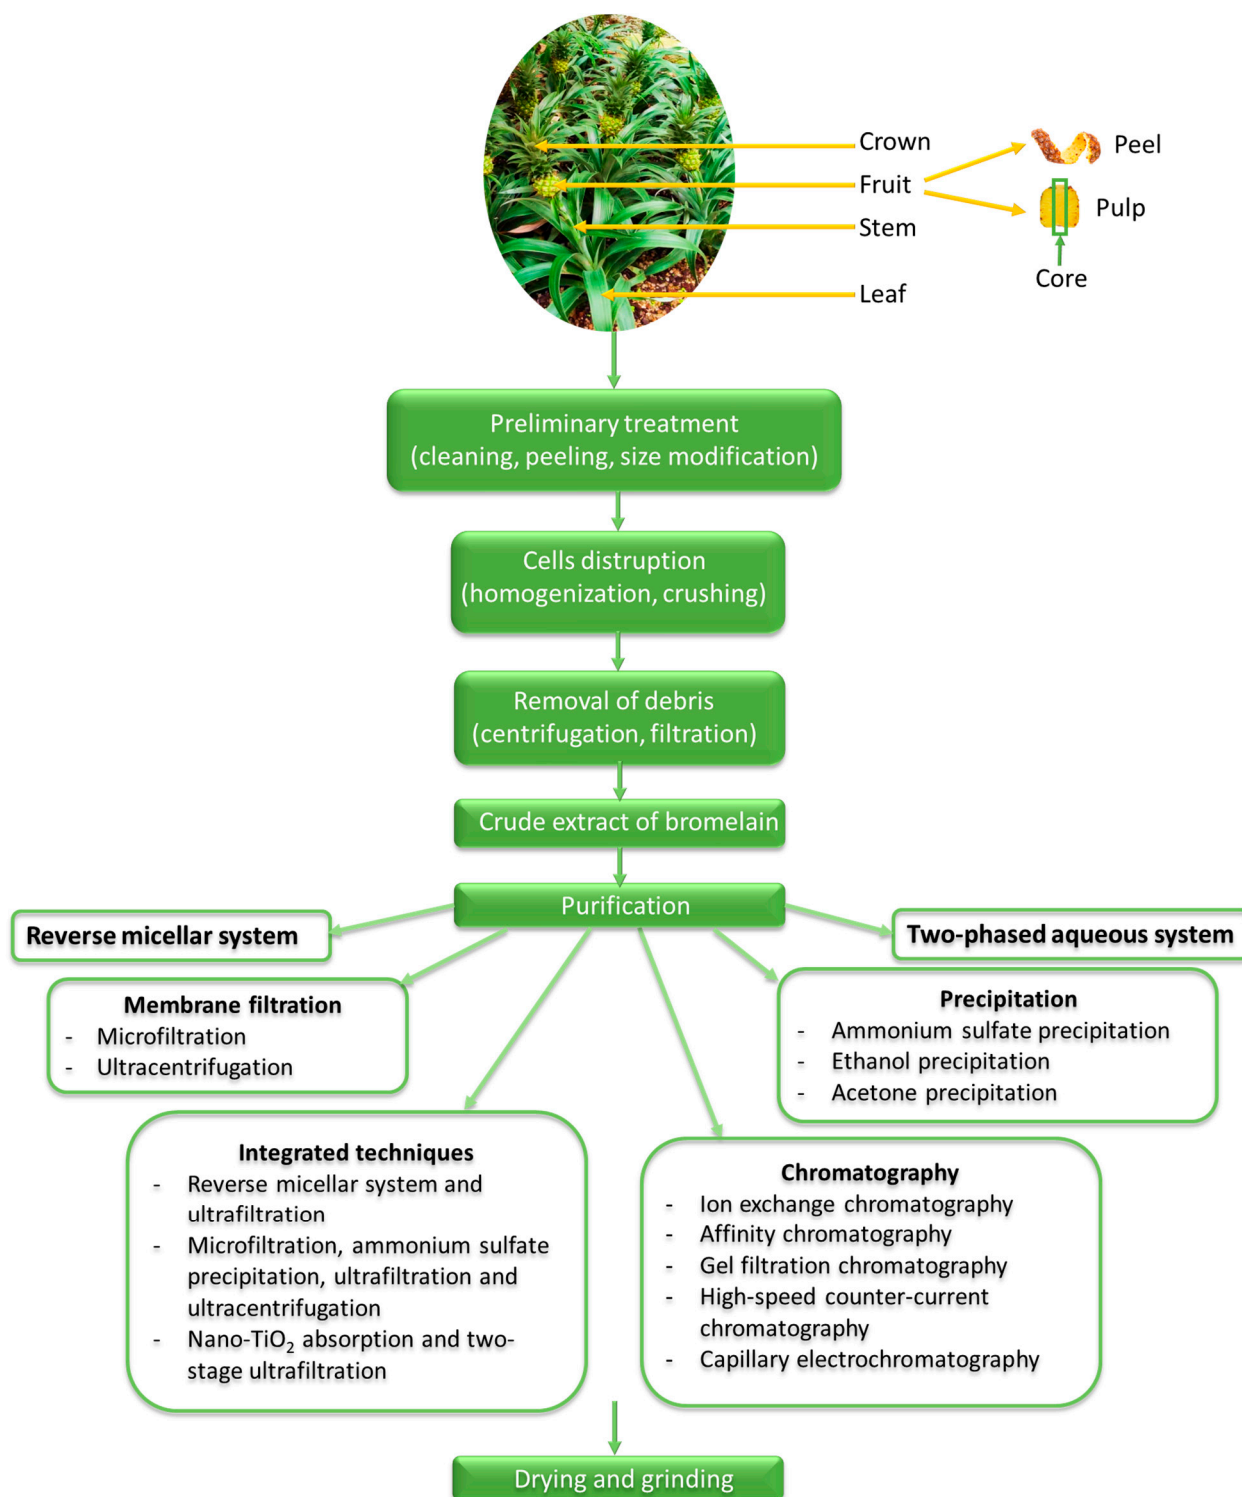 Crown
Fruit
Stem
Leaf
Peel
Pulp
Core
Preliminary treatment
(cleaning, peeling, size modification)
Cells distruption
(homogenization, crushing)
Removal of debris
(centrifugation, filtration)
Crude extract of bromelain
Purification
Reverse micellar system
Two-phased aqueous system
Membrane filtration
- Microfiltration
- Ultracentrifugation
Precipitation
- Ammonium sulfate precipitation
- Ethanol precipitation
- Acetone precipitation
Integrated techniques
- Reverse micellar system and
ultrafiltration
- Microfiltration, ammonium sulfate
precipitation, ultrafiltration and
ultracentrifugation
- Nano-TiO₂ absorption and two-
stage ultrafiltration
Chromatography
- Ion exchange chromatography
- Affinity chromatography
- Gel filtration chromatography
- High-speed counter-current
chromatography
- Capillary electrochromatography
Drying and grinding